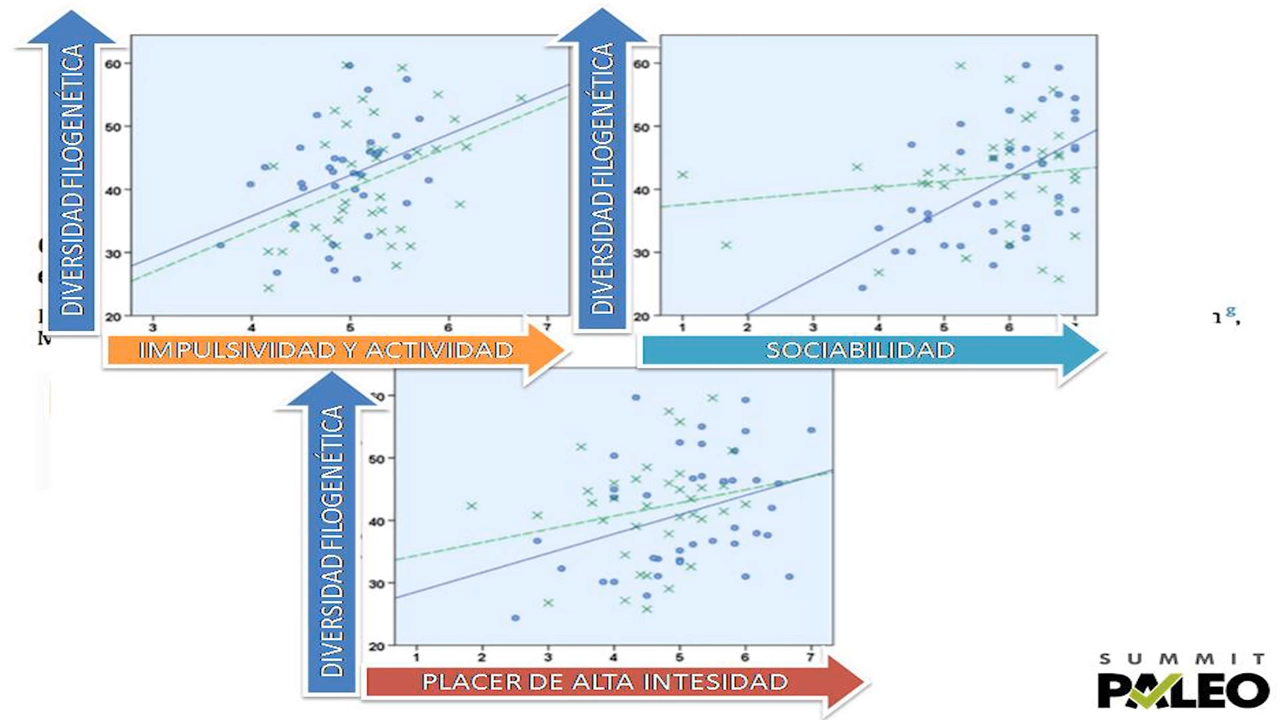 DIVERSIDAD FILOGENÉTICA
60
50
40
30
20
3 4 5 6 7
IMPULSIVIDAD Y ACTIVIDAD
DIVERSIDAD FILOGENÉTICA
60
50
40
30
20
1 2 3 4 5 6 7
SOCIABILIDAD
g,
DIVERSIDAD FILOGENÉTICA
50
40
30
20
1 2 3 4 5 6 7
PLACER DE ALTA INTESIDAD
SUMMIT
PALEO